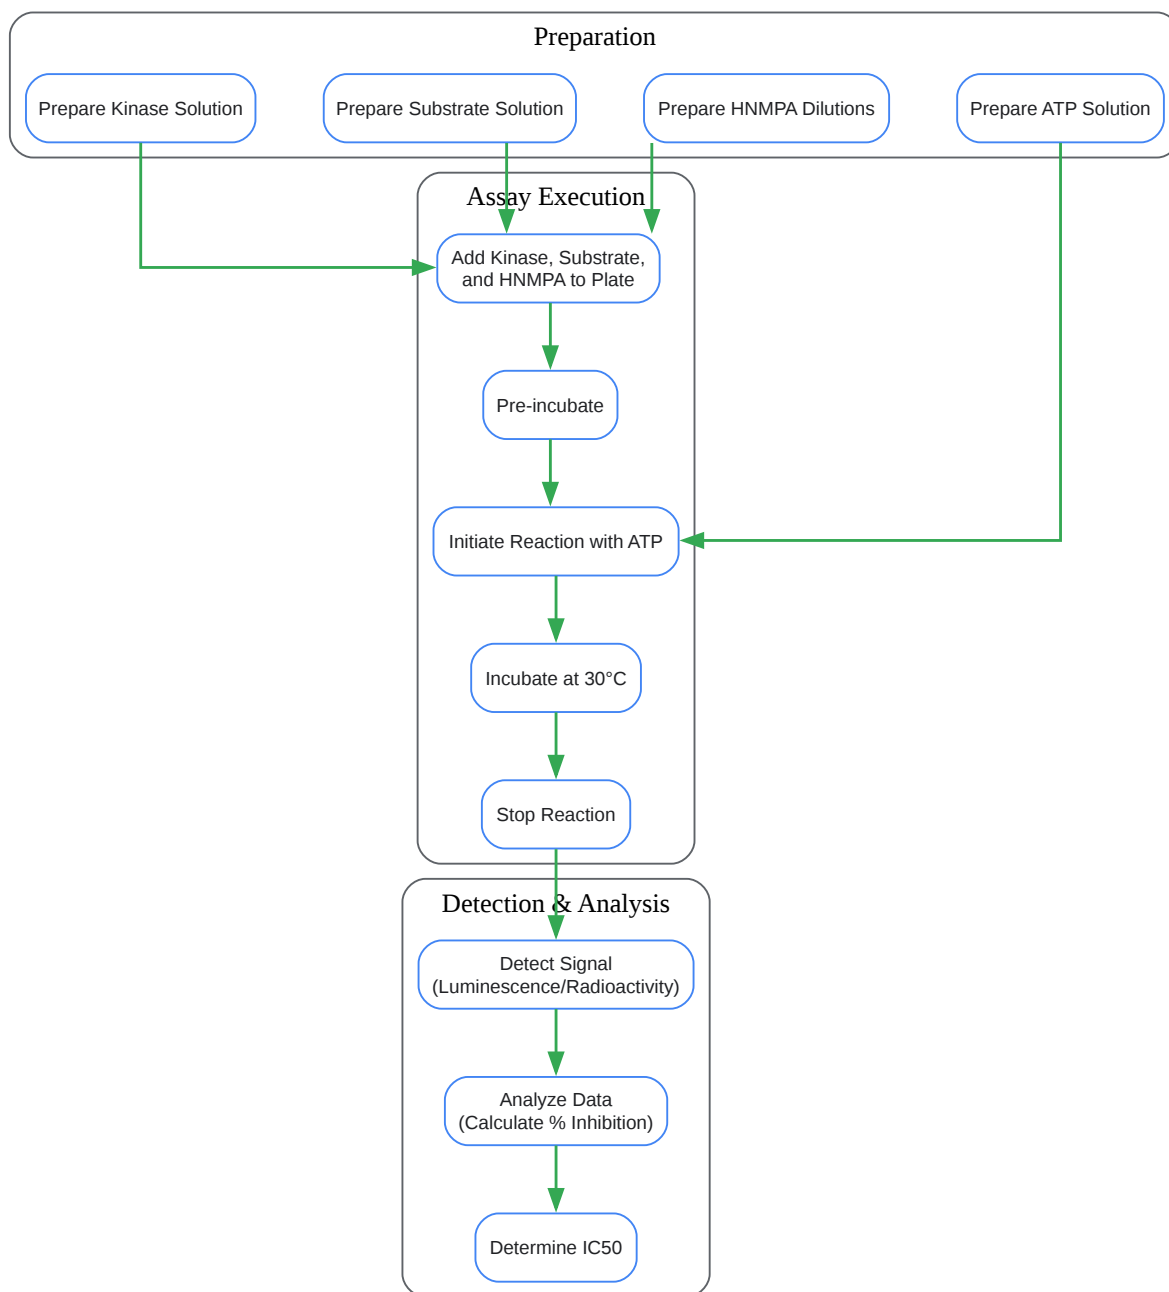 Preparation
Prepare Kinase Solution
Prepare Substrate Solution
Prepare HNMPA Dilutions
Prepare ATP Solution
Assay Execution
Add Kinase, Substrate,
and HNMPA to Plate
Pre-incubate
Initiate Reaction with ATP
Incubate at 30°C
Stop Reaction
Detection & Analysis
Detect Signal
(Luminescence/Radioactivity)
Analyze Data
(Calculate % Inhibition)
Determine IC50